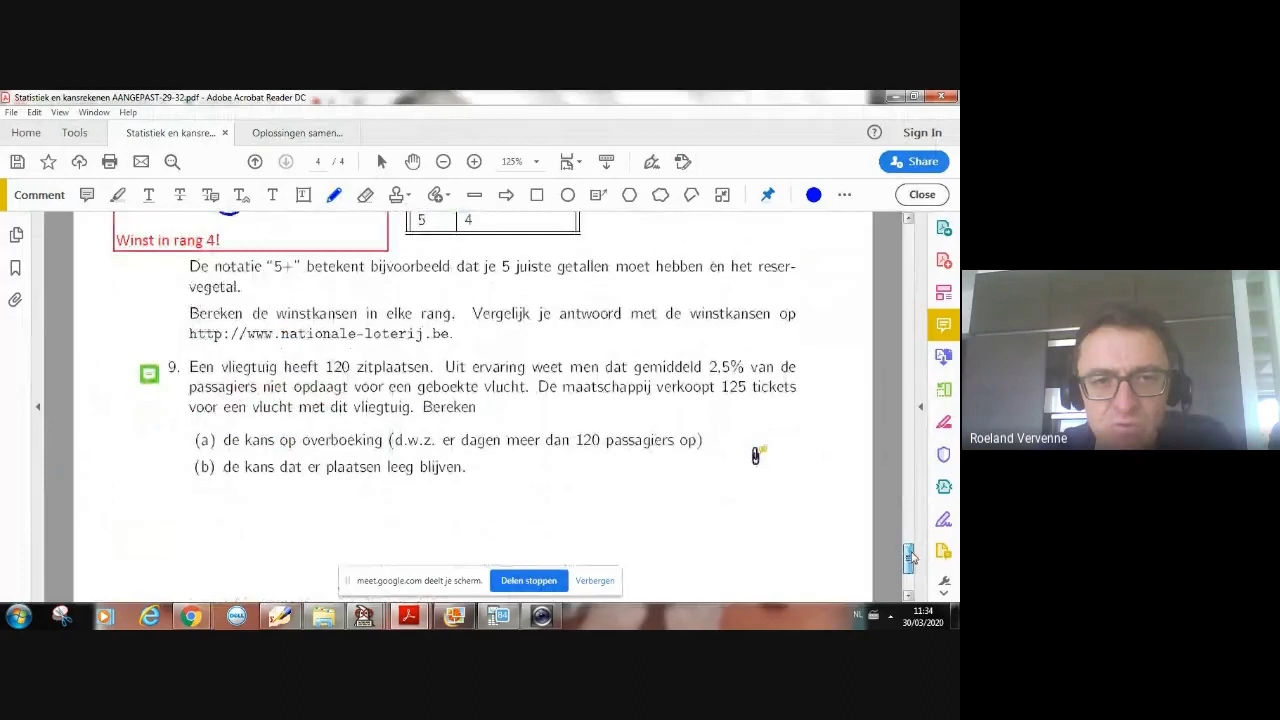 Statistiek en kansrekenen AANGEPAST-29-32.pdf - Adobe Acrobat Reader DC
File Edit View Window Help
Home Tools Statistiek en kansre... × Oplossingen samen... Sign In
4 / 4 125% Share
Comment Close
5 4
Winst in rang 4!
De notatie “5+” betekent bijvoorbeeld dat je 5 juiste getallen moet hebben èn het reser-
vegetal.
Bereken de winstkansen in elke rang. Vergelijk je antwoord met de winstkansen op
http://www.nationale-loterij.be.
9. Een vliegtuig heeft 120 zitplaatsen. Uit ervaring weet men dat gemiddeld 2,5% van de
passagiers niet opdaagt voor een geboekte vlucht. De maatschappij verkoopt 125 tickets
voor een vlucht met dit vliegtuig. Bereken
(a) de kans op overboeking (d.w.z. er dagen meer dan 120 passagiers op)
(b) de kans dat er plaatsen leeg blijven.
Roeland Vervenne
meet.google.com deelt je scherm. Delen stoppen Verbergen
NL 11:34
30/03/2020